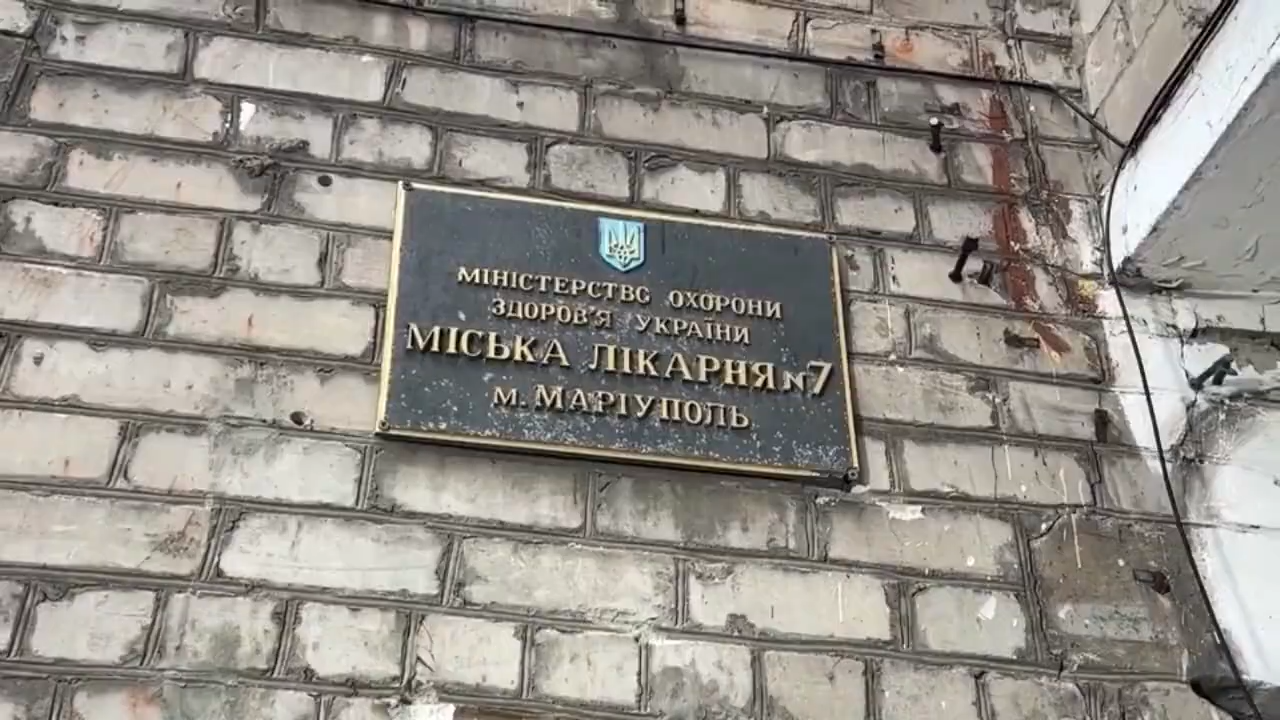 МІНІСТЕРСТВО ОХОРОНИ
ЗДОРОВ'Я УКРАЇНИ
МІСЬКА ЛІКАРНЯ №7
м. МАРІУПОЛЬ